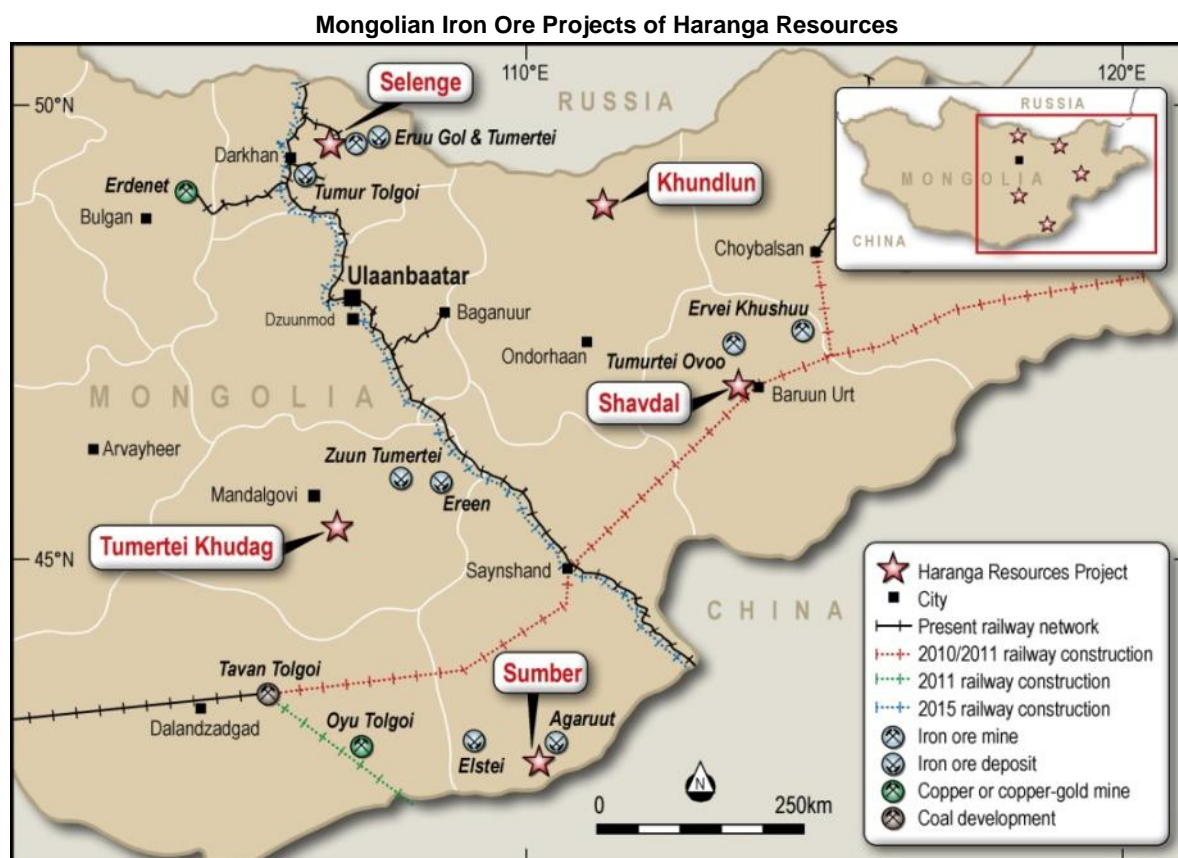 Mongolian Iron Ore Projects of Haranga Resources
110°E
120°E
50°N
Selenge
RUSSIA
RUSSIA
Eruu Gol & Tumertei
Darkhan
Tumur Tolgoi
Erdenet
Bulgan
Khundlun
MONGOLIA
CHINA
Choybalsan
Ulaanbaatar
Dzuunmod
Baganuur
Ervei Khushuu
Ondorhaan
Tumurtei Ovoo
Shavdal
Baruun Urt
MONGOLIA
Arvayheer
Zuun Tumertei
Mandalgovi
Ereen
Tumertei Khudag
45°N
Saynshand
CHINA
Tavan Tolgoi
Dalandzadgad
Sumber
Oyu Tolgoi
Elstei
Agaruut
N
0
250km
Haranga Resources Project
City
Present railway network
2010/2011 railway construction
2011 railway construction
2015 railway construction
Iron ore mine
Iron ore deposit
Copper or copper-gold mine
Coal development